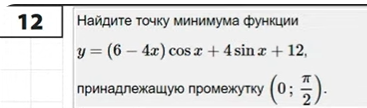 12
Найдите точку минимума функции
y = (6 − 4x) cos x + 4 sin x + 12,
принадлежащую промежутку (0; π/2).